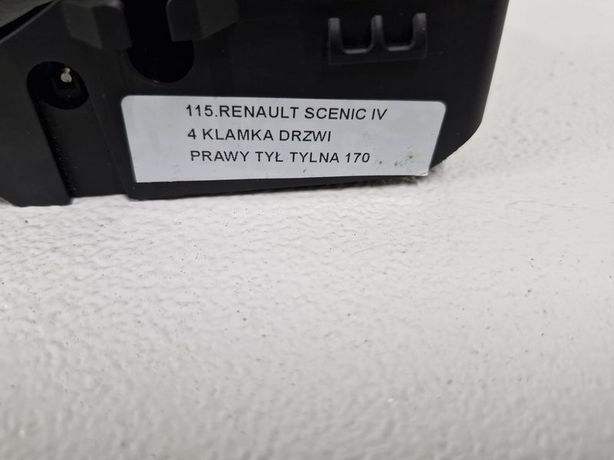 115.RENAULT SCENIC IV
4 KLAMKA DRZWI
PRAWY TYŁ TYLNA 170